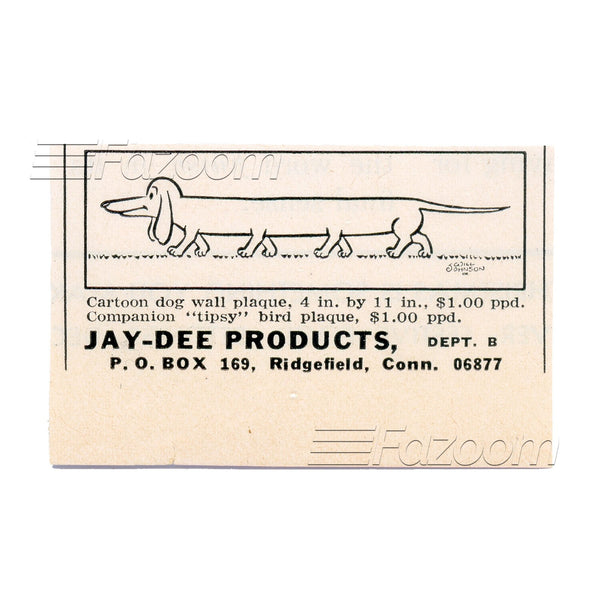 Fazoom
J. WILL
JOHNSON
Cartoon dog wall plaque, 4 in. by 11 in., $1.00 ppd.
Companion "tipsy" bird plaque, $1.00 ppd.
JAY-DEE PRODUCTS, DEPT. B
P. O. BOX 169, Ridgefield, Conn. 06877
Fazoom